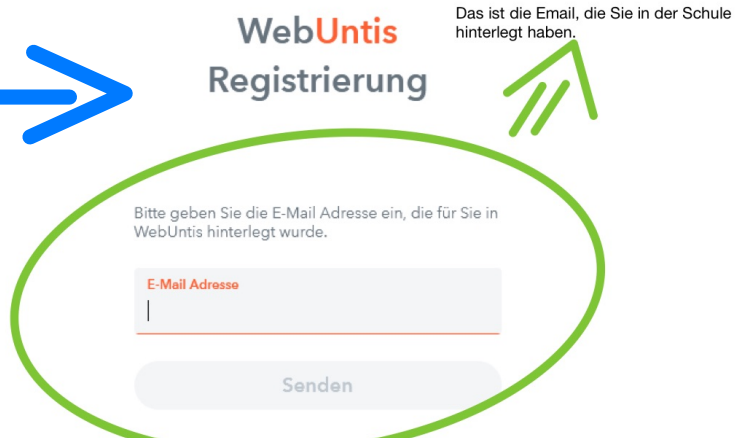 Das ist die Email, die Sie in der Schule
hinterlegt haben.
WebUntis
Registrierung
Bitte geben Sie die E-Mail Adresse ein, die für Sie in
WebUntis hinterlegt wurde.
E-Mail Adresse
Senden